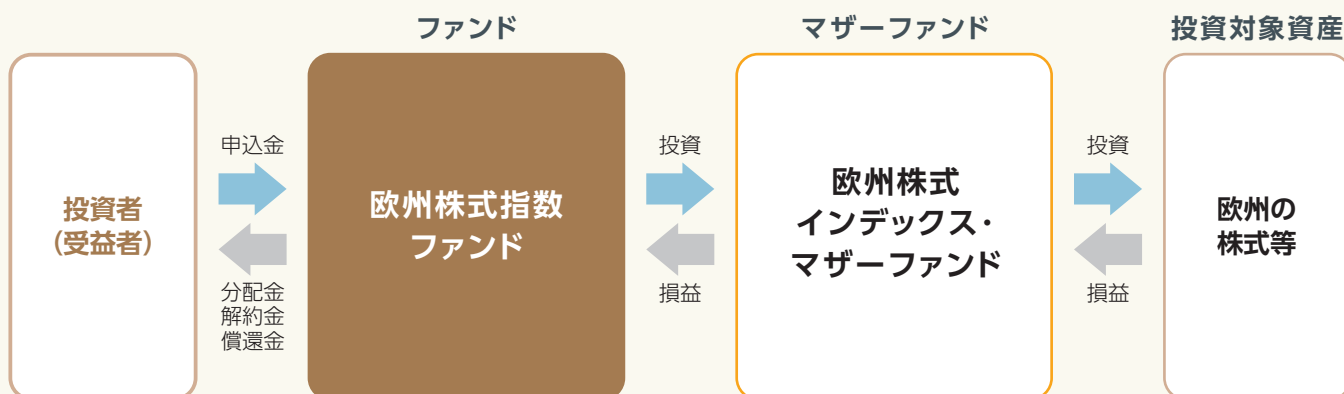 ファンド
マザーファンド
投資対象資産
投資者
(受益者)
申込金
分配金
解約金
償還金
欧州株式指数
ファンド
投資
損益
欧州株式
インデックス・
マザーファンド
投資
損益
欧州の
株式等